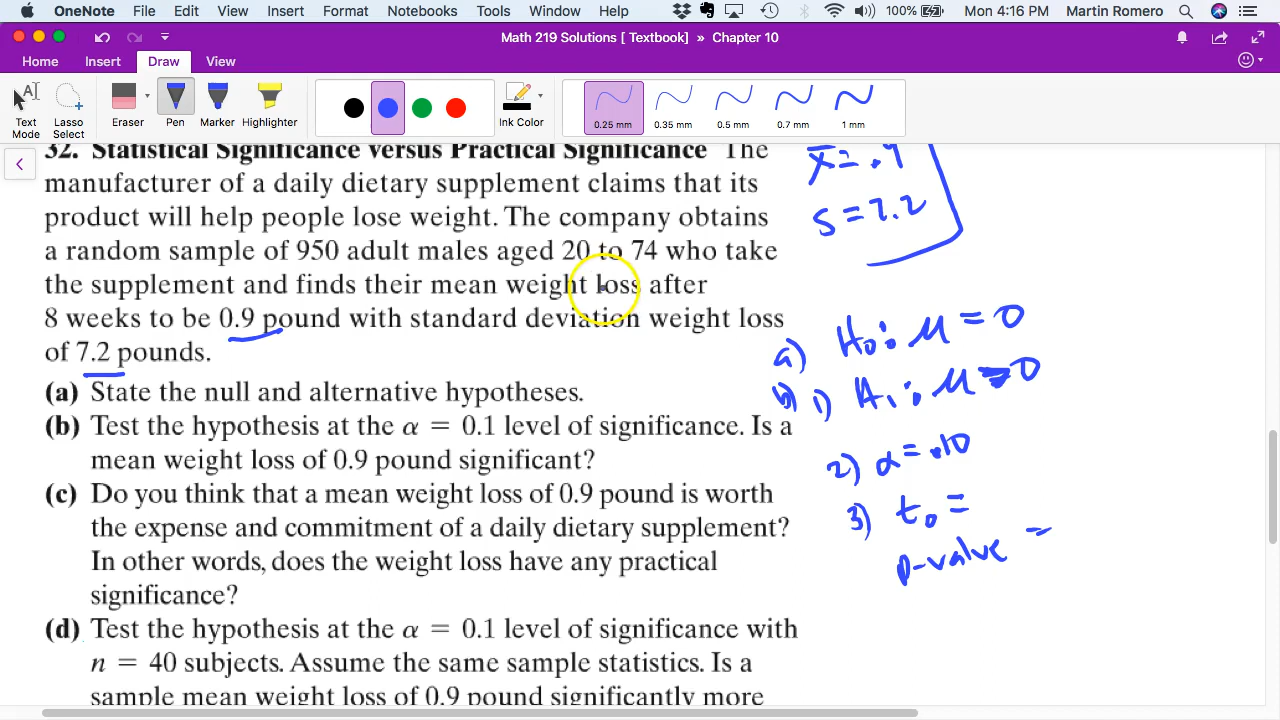 OneNote File Edit View Insert Format Notebooks Tools Window Help 100% Mon 4:16 PM Martin Romero
Math 219 Solutions [ Textbook] » Chapter 10
Home Insert Draw View
Text Mode
Lasso Select
Eraser
Pen
Marker
Highlighter
Ink Color
0.25 mm 0.35 mm 0.5 mm 0.7 mm 1 mm
32. Statistical Significance versus Practical Significance The
manufacturer of a daily dietary supplement claims that its
product will help people lose weight. The company obtains
a random sample of 950 adult males aged 20 to 74 who take
the supplement and finds their mean weight loss after
8 weeks to be 0.9 pound with standard deviation weight loss
of 7.2 pounds.
(a) State the null and alternative hypotheses.
(b) Test the hypothesis at the α = 0.1 level of significance. Is a
mean weight loss of 0.9 pound significant?
(c) Do you think that a mean weight loss of 0.9 pound is worth
the expense and commitment of a daily dietary supplement?
In other words, does the weight loss have any practical
significance?
(d) Test the hypothesis at the α = 0.1 level of significance with
n = 40 subjects. Assume the same sample statistics. Is a
sample mean weight loss of 0.9 pound significantly more
x̄ = .9
s = 7.2
a) H₀: μ = 0
b) 1) H₁: μ > 0
2) α = .10
3) t₀ =
p-value =